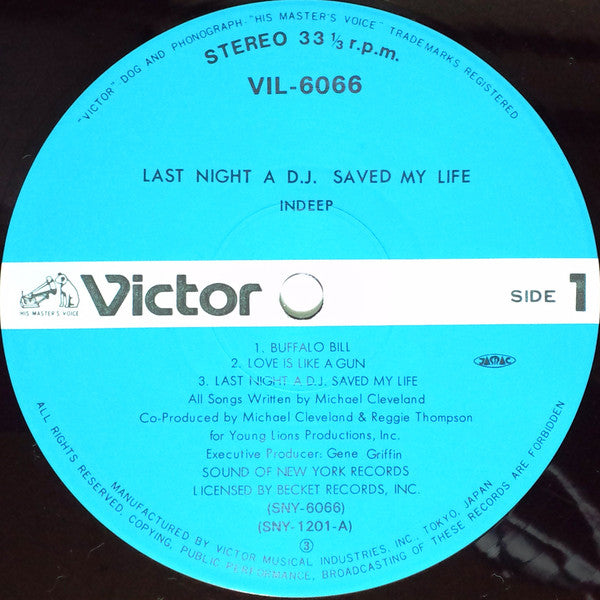 "VICTOR" DOG AND PHONOGRAPH-"HIS MASTER'S VOICE" TRADEMARKS REGISTERED
STEREO 33 ⅓ r.p.m.
VIL-6066
LAST NIGHT A D.J. SAVED MY LIFE
INDEEP
HIS MASTER'S VOICE
Victor
SIDE 1
1. BUFFALO BILL
2. LOVE IS LIKE A GUN
3. LAST NIGHT A D.J. SAVED MY LIFE
JASRAC
All Songs Written by Michael Cleveland
Co-Produced by Michael Cleveland & Reggie Thompson
for Young Lions Productions, Inc.
Executive Producer: Gene Griffin
SOUND OF NEW YORK RECORDS
LICENSED BY BECKET RECORDS, INC.
(SNY-6066)
(SNY-1201-A)
③
MANUFACTURED BY VICTOR MUSICAL INDUSTRIES, INC., TOKYO, JAPAN
ALL RIGHTS RESERVED. COPYING, PUBLIC PERFORMANCE, BROADCASTING OF THESE RECORDS ARE FORBIDDEN